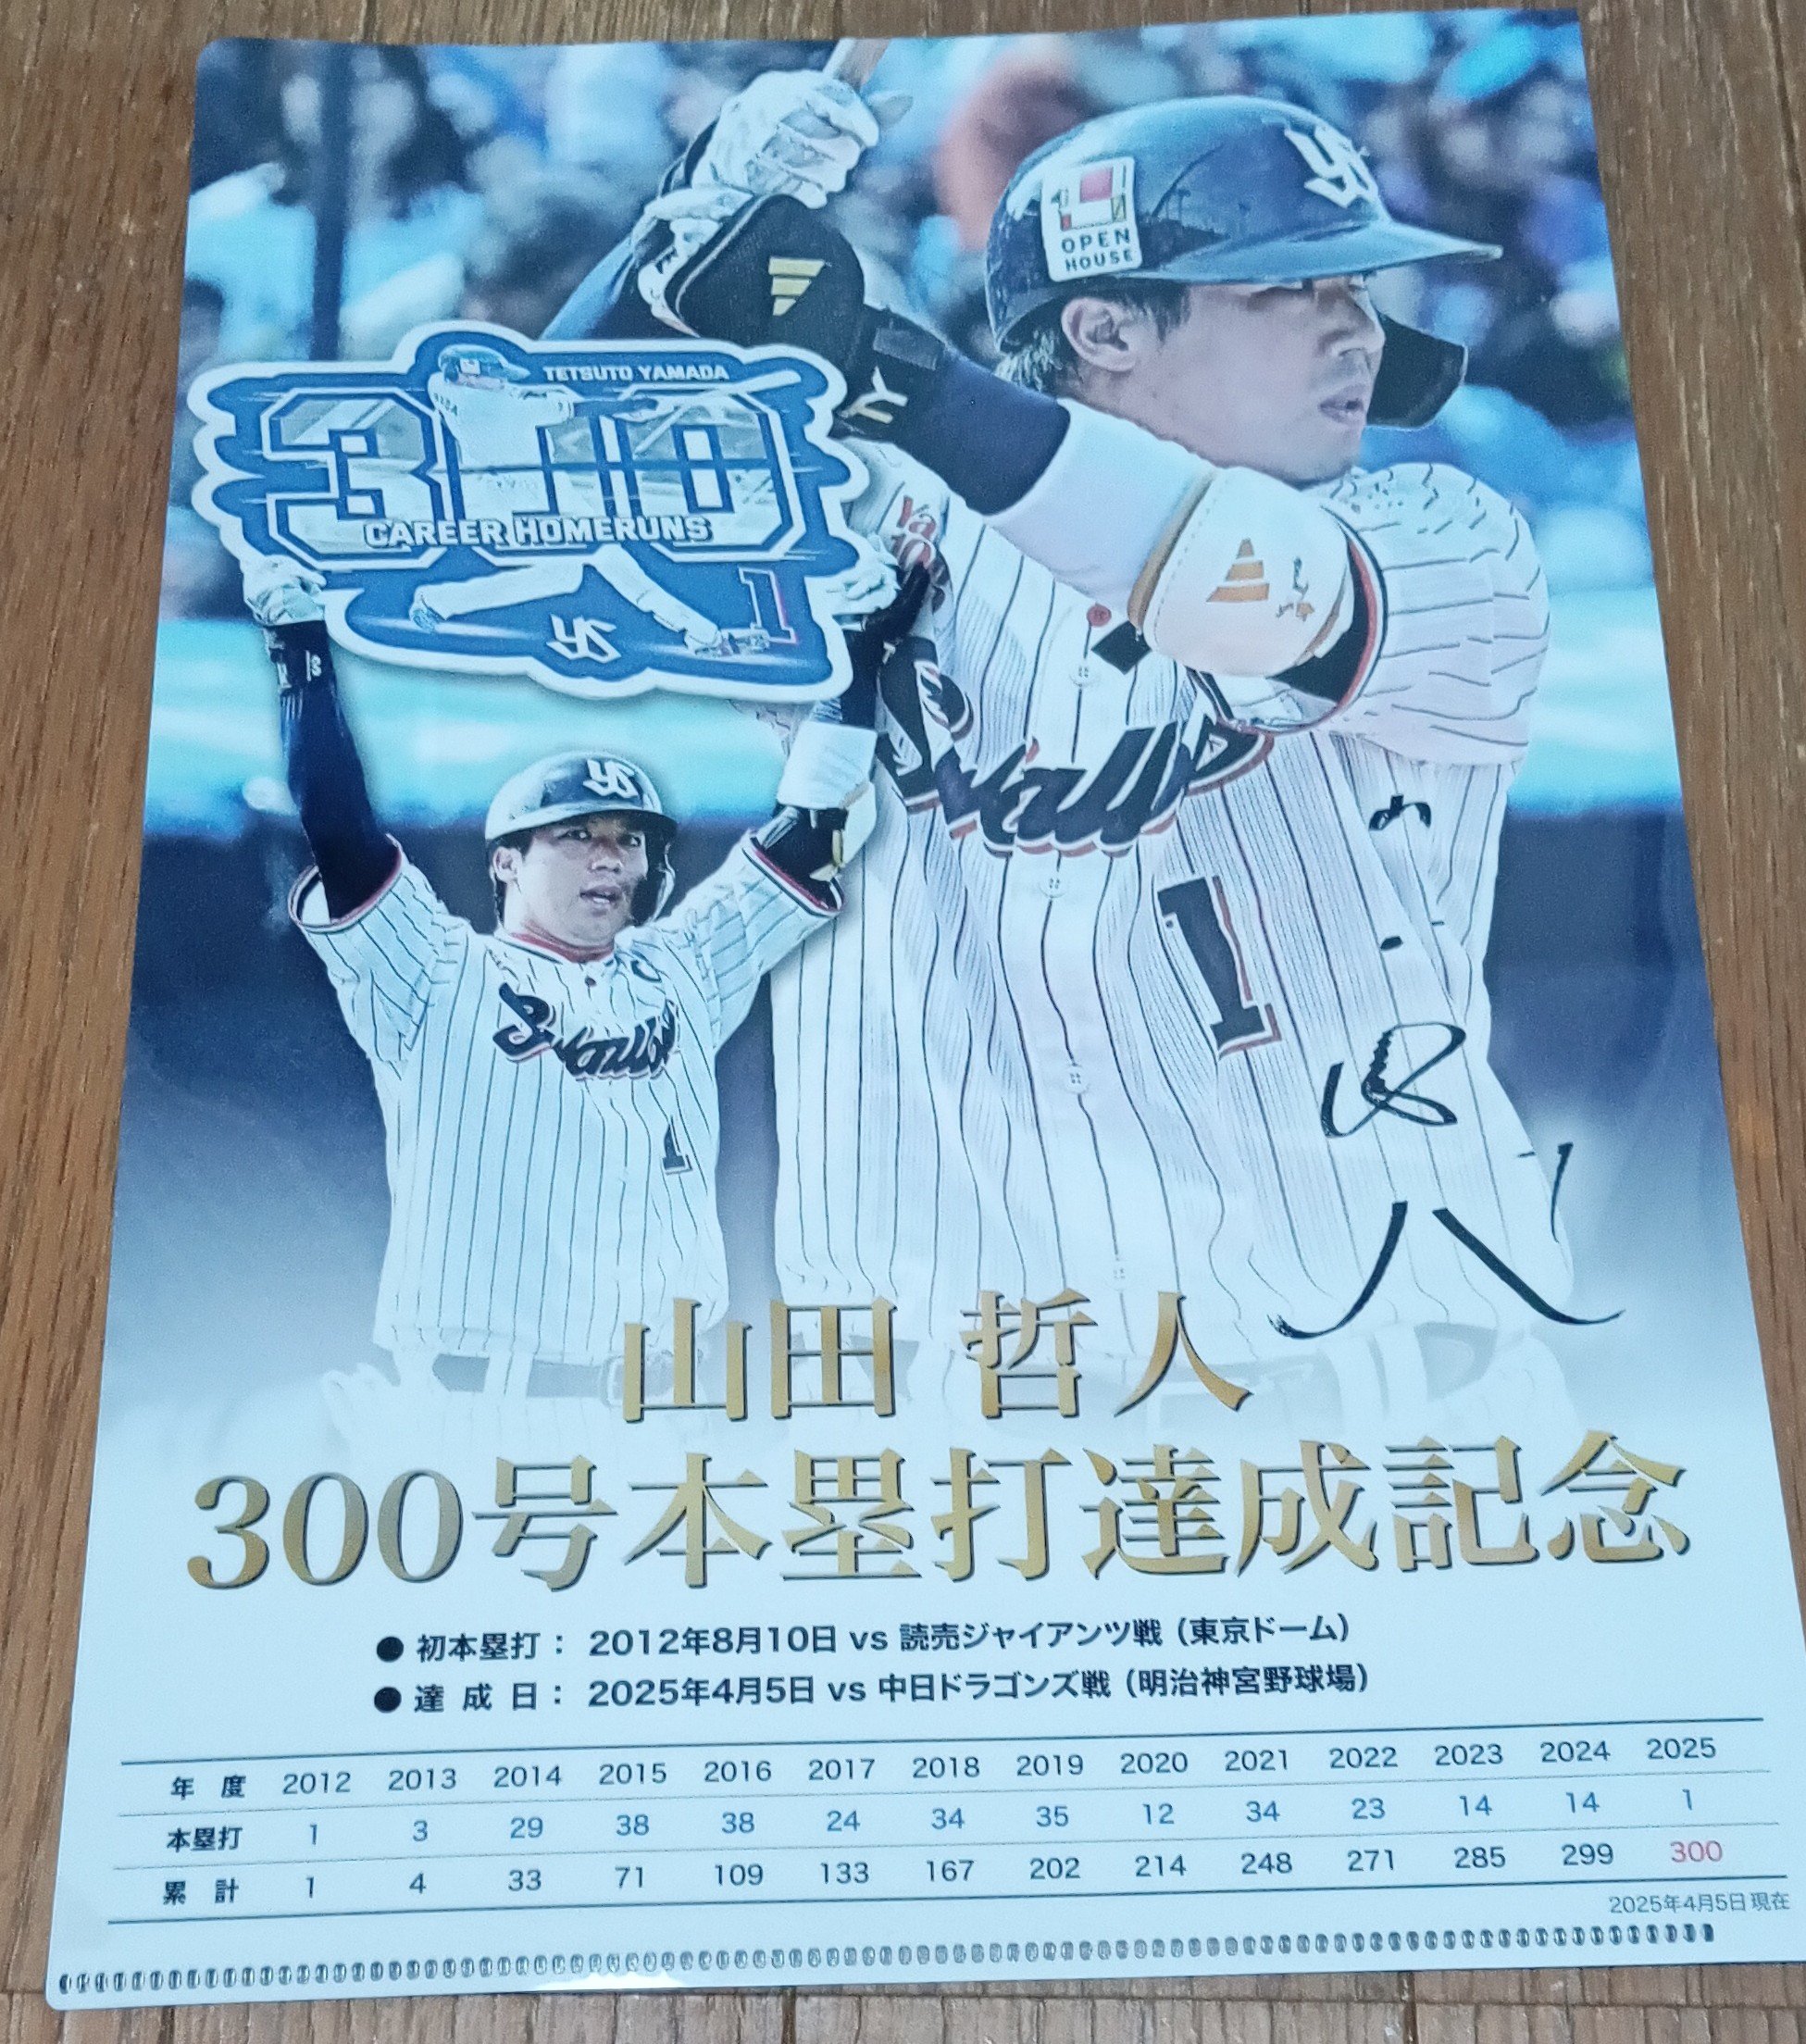 OPEN
HOUSE
TETSUTO YAMADA
300
CAREER HOMERUNS
1
YS
Swallows
1
Swallows
1
山田 哲人
300号本塁打達成記念
● 初本塁打： 2012年8月10日 vs 読売ジャイアンツ戦（東京ドーム）
● 達 成 日： 2025年4月5日 vs 中日ドラゴンズ戦（明治神宮野球場）
年 度 2012 2013 2014 2015 2016 2017 2018 2019 2020 2021 2022 2023 2024 2025
本塁打 1 3 29 38 38 24 34 35 12 34 23 14 14 1
累 計 1 4 33 71 109 133 167 202 214 248 271 285 299 300
2025年4月5日現在